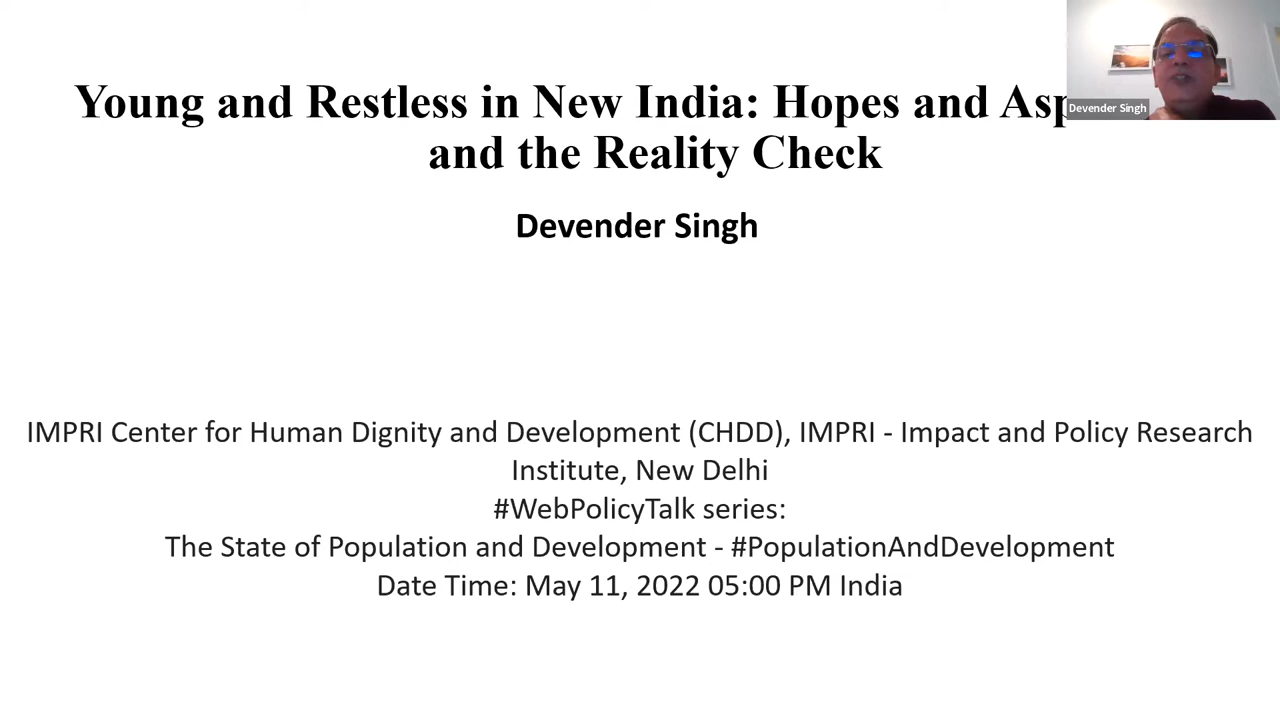 Young and Restless in New India: Hopes and
and the Reality Check
Devender Singh
Devender Singh
IMPRI Center for Human Dignity and Development (CHDD), IMPRI - Impact and Policy Research
Institute, New Delhi
#WebPolicyTalk series:
The State of Population and Development - #PopulationAndDevelopment
Date Time: May 11, 2022 05:00 PM India